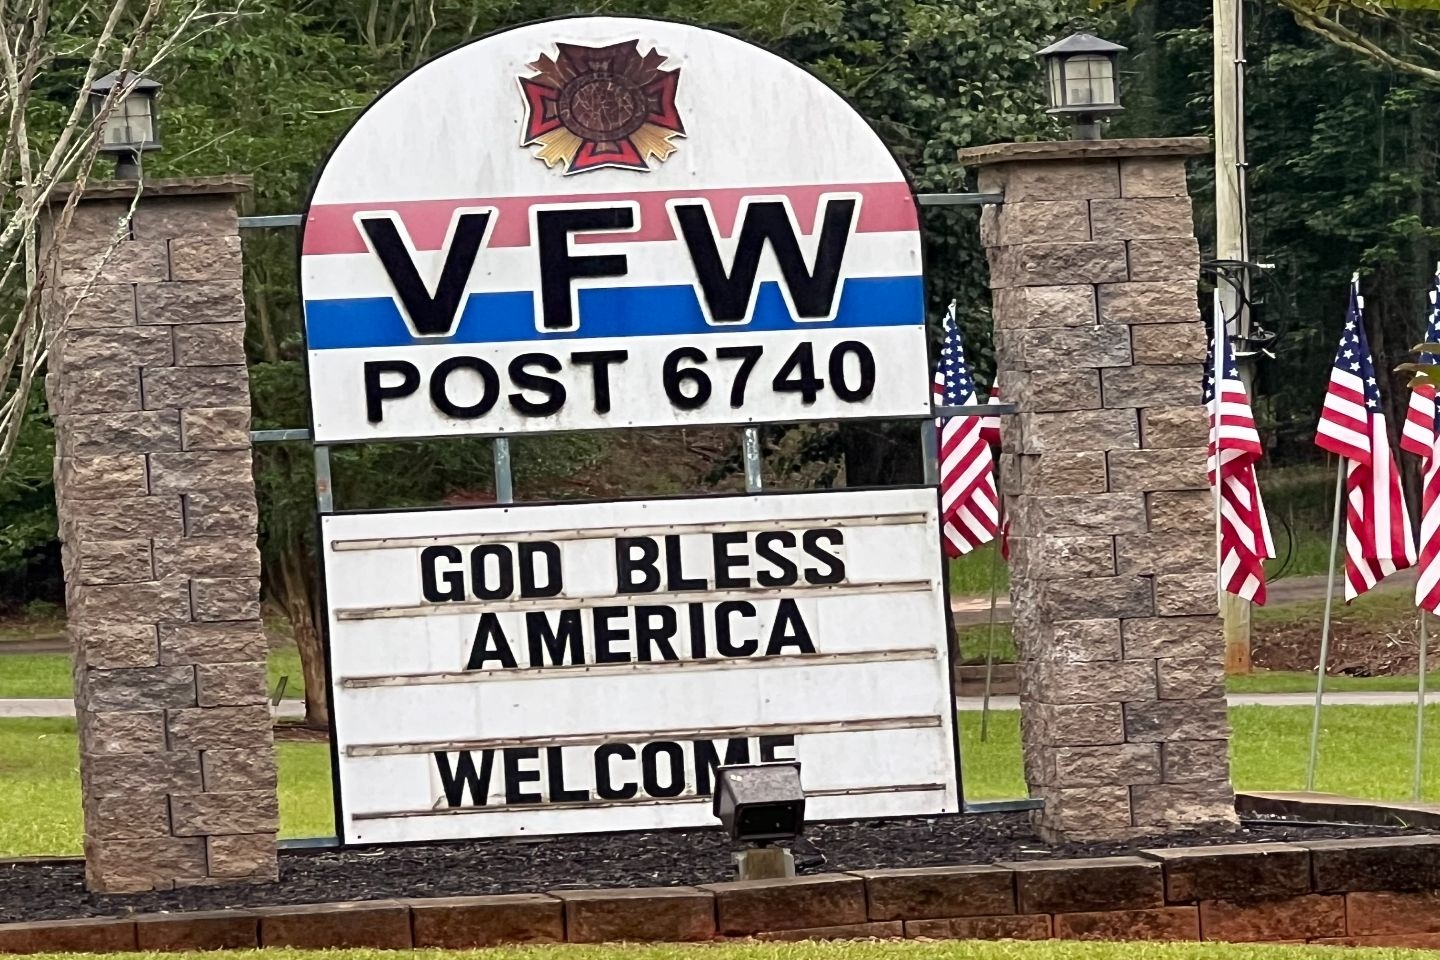 VFW
POST 6740
GOD BLESS
AMERICA
WELCOME